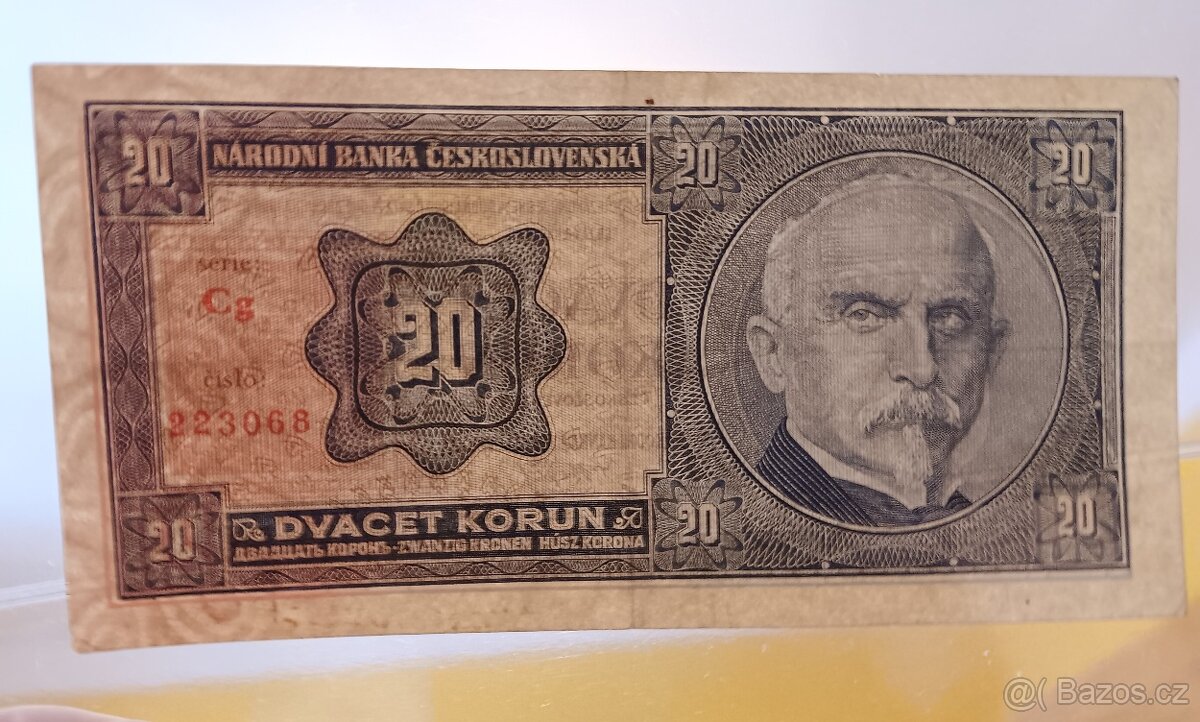 20
NÁRODNÍ BANKA ČESKOSLOVENSKÁ
20
20
serie:
Cg
20
číslo:
223068
20
DVACET KORUN
ДВАДЦАТЬ КОРОНЪ-ZWANZIG KRONEN HÚSZ KORONA
20
20
@( Bazos.cz